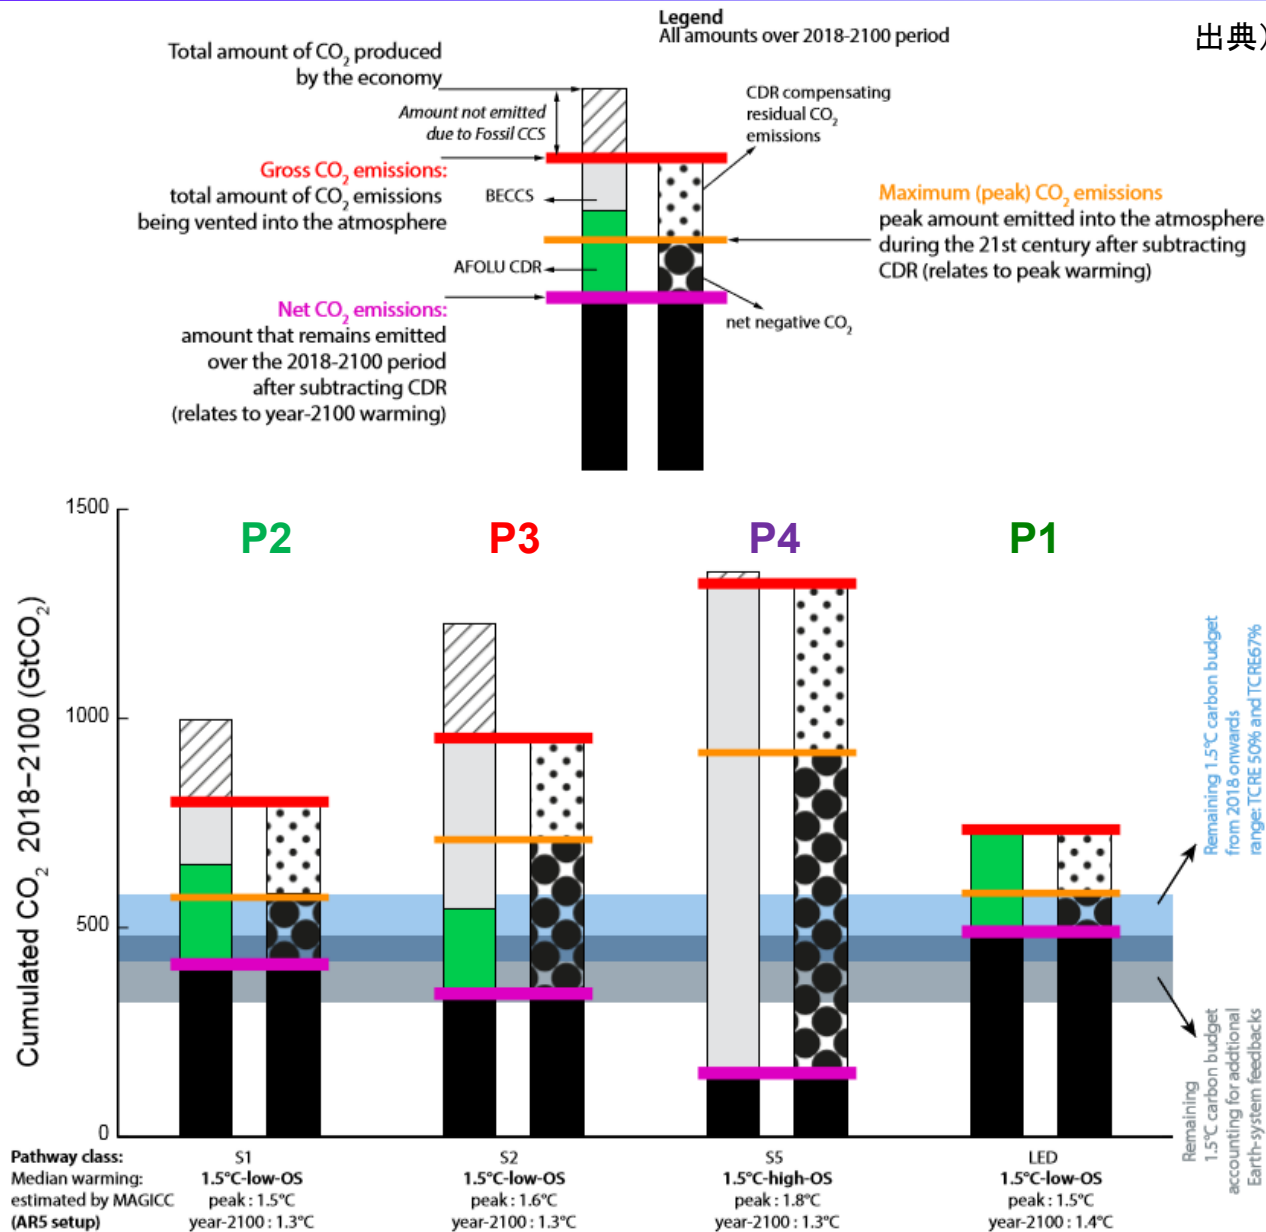 Legend
All amounts over 2018-2100 period
出典）
Total amount of CO₂ produced
by the economy
Amount not emitted
due to Fossil CCS
CDR compensating
residual CO₂
emissions
Gross CO₂ emissions:
total amount of CO₂ emissions
being vented into the atmosphere
BECCS
Maximum (peak) CO₂ emissions
peak amount emitted into the atmosphere
during the 21st century after subtracting
CDR (relates to peak warming)
AFOLU CDR
Net CO₂ emissions:
amount that remains emitted
over the 2018-2100 period
after subtracting CDR
(relates to year-2100 warming)
net negative CO₂
Cumulated CO₂ 2018−2100 (GtCO₂)
1500
1000
500
0
P2
P3
P4
P1
Remaining 1.5°C carbon budget
from 2018 onwards
range: TCRE 50% and TCRE67%
Remaining
1.5°C carbon budget
accounting for addtional
Earth-system feedbacks
Pathway class: S1 S2 S5 LED
Median warming: 1.5°C-low-OS 1.5°C-low-OS 1.5°C-high-OS 1.5°C-low-OS
estimated by MAGICC peak : 1.5°C peak : 1.6°C peak : 1.8°C peak : 1.5°C
(AR5 setup) year-2100 : 1.3°C year-2100 : 1.3°C year-2100 : 1.3°C year-2100 : 1.4°C